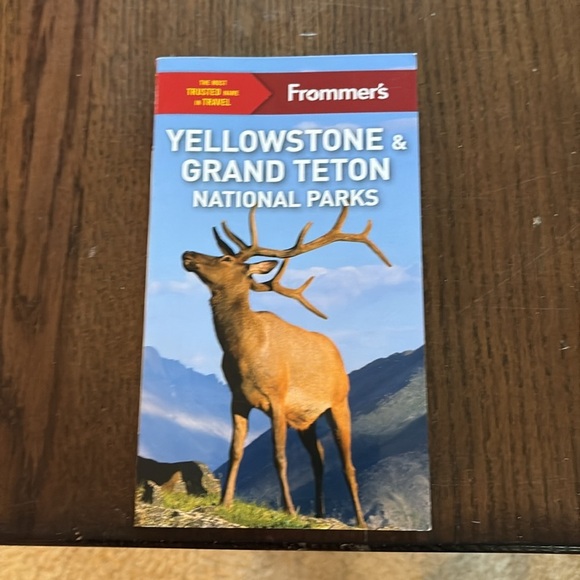 THE MOST
TRUSTED NAME
IN TRAVEL
Frommer's
YELLOWSTONE &
GRAND TETON
NATIONAL PARKS